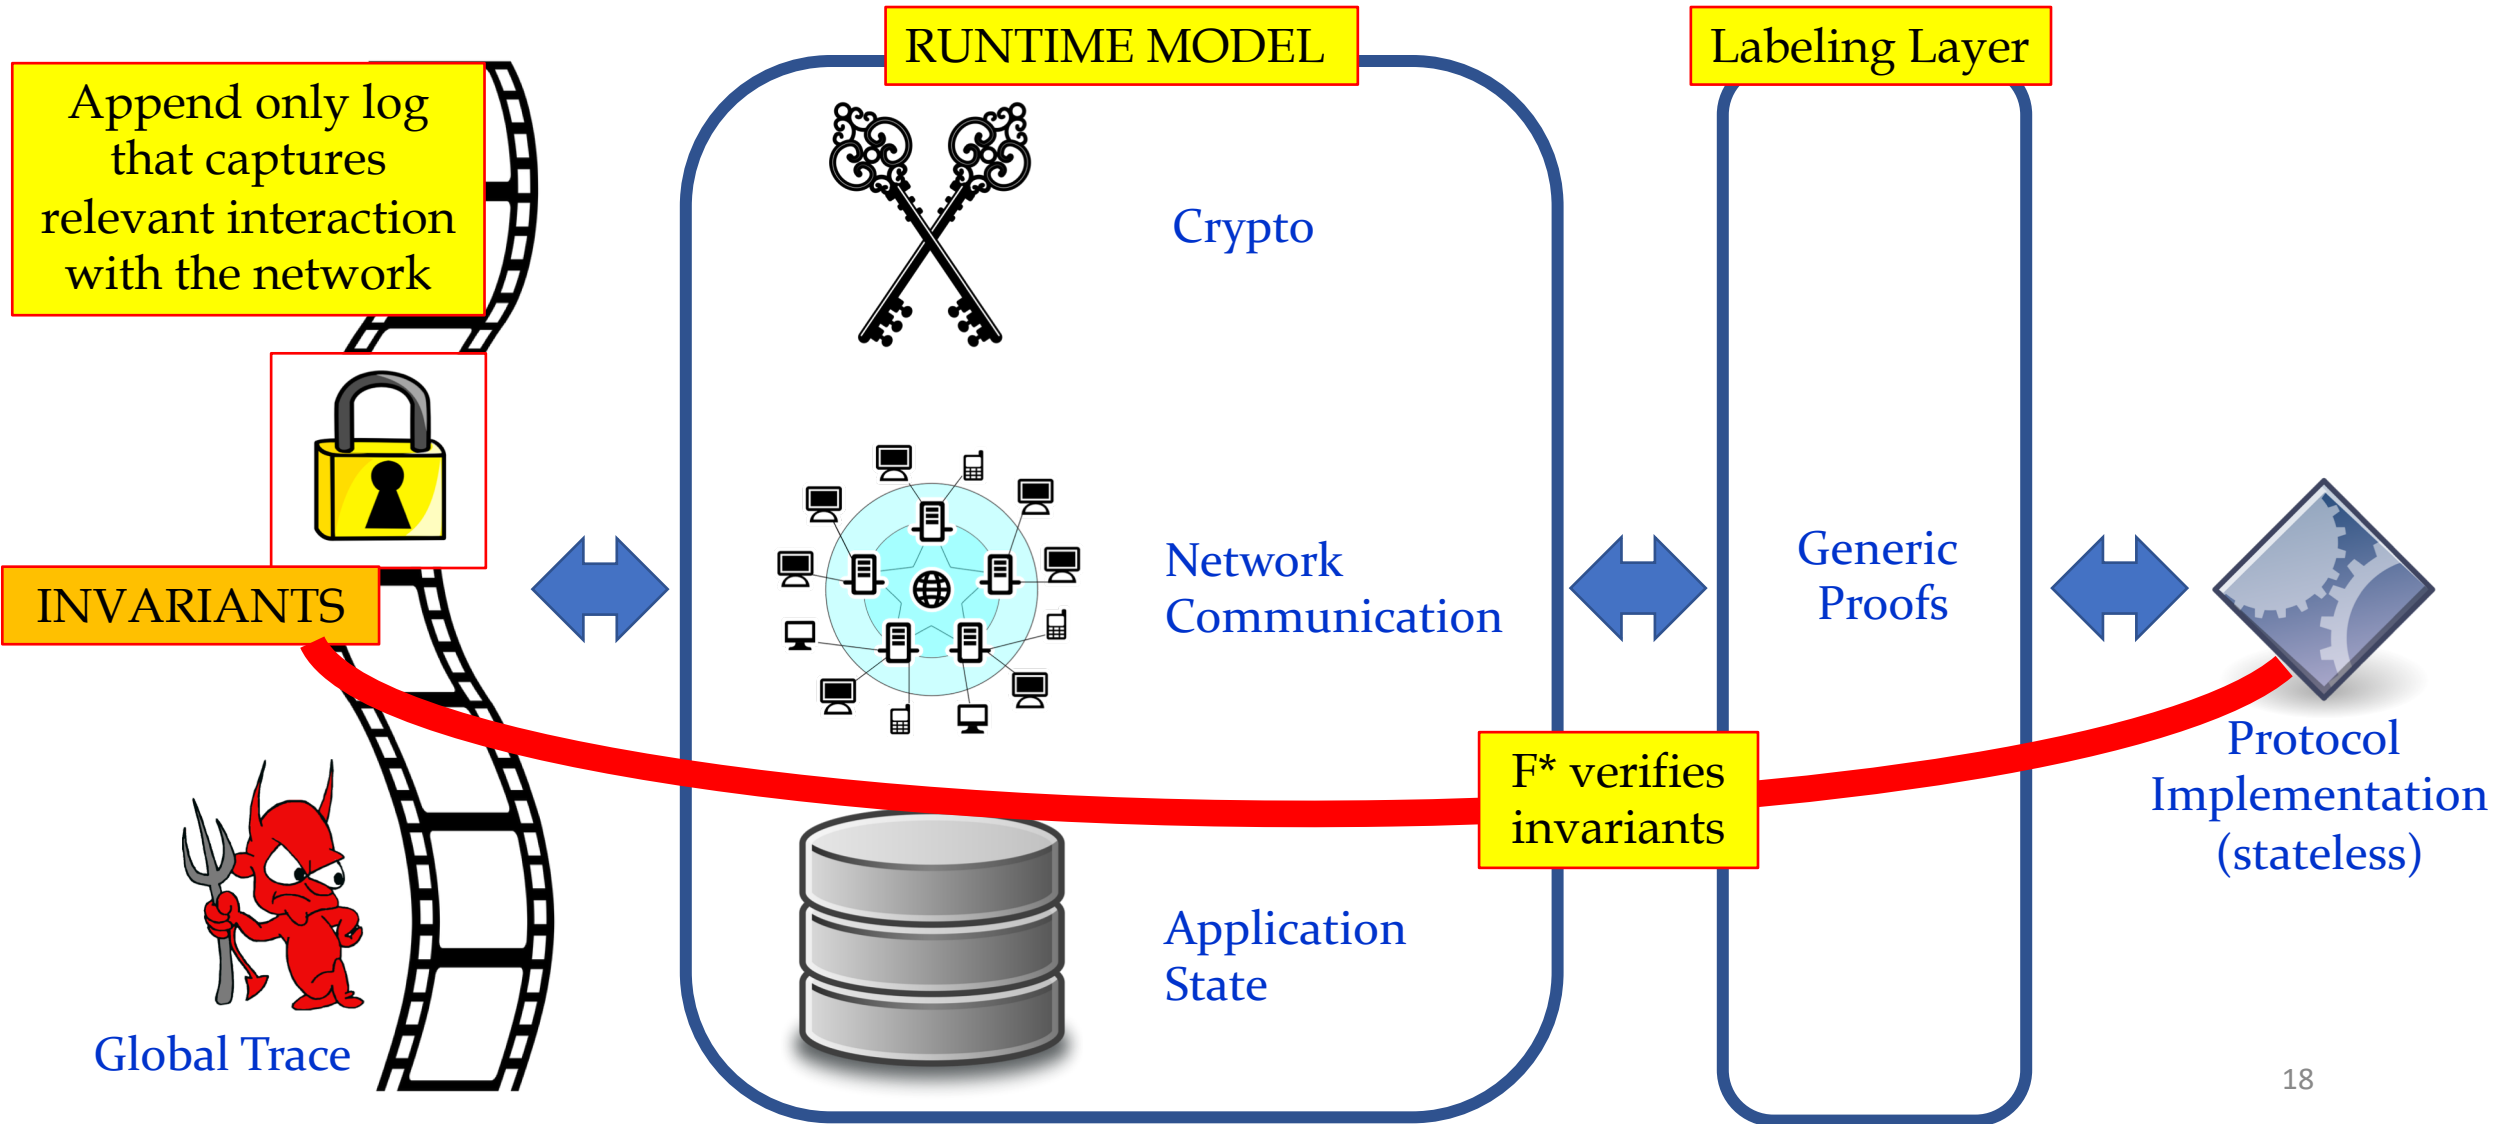 RUNTIME MODEL
Labeling Layer
Append only log
that captures
relevant interaction
with the network
Crypto
INVARIANTS
Network
Communication
Generic
Proofs
F* verifies
invariants
Protocol
Implementation
(stateless)
Application
State
Global Trace
18